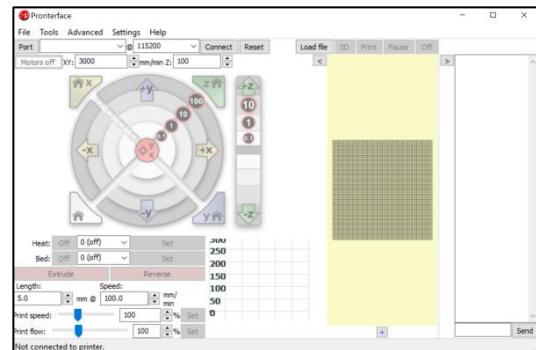 Pronterface
File Tools Advanced Settings Help
Port @ 115200 Connect Reset Load file SD Print Pause Off
Motors off XY: 3000 mm/min Z: 100 < >
x z +z
+y
100
10 10
1 1
0.1 0.1
-x y x +x
-y
y -z
Heat: Off 0 (off) Set
Bed: Off 0 (off) Set
Extrude Reverse
300
250
200
150
100
50
0
Length: Speed:
5.0 mm @ 100.0 mm/
min
Print speed: 100 % Set
Print flow: 100 % Set
+ Send
Not connected to printer.